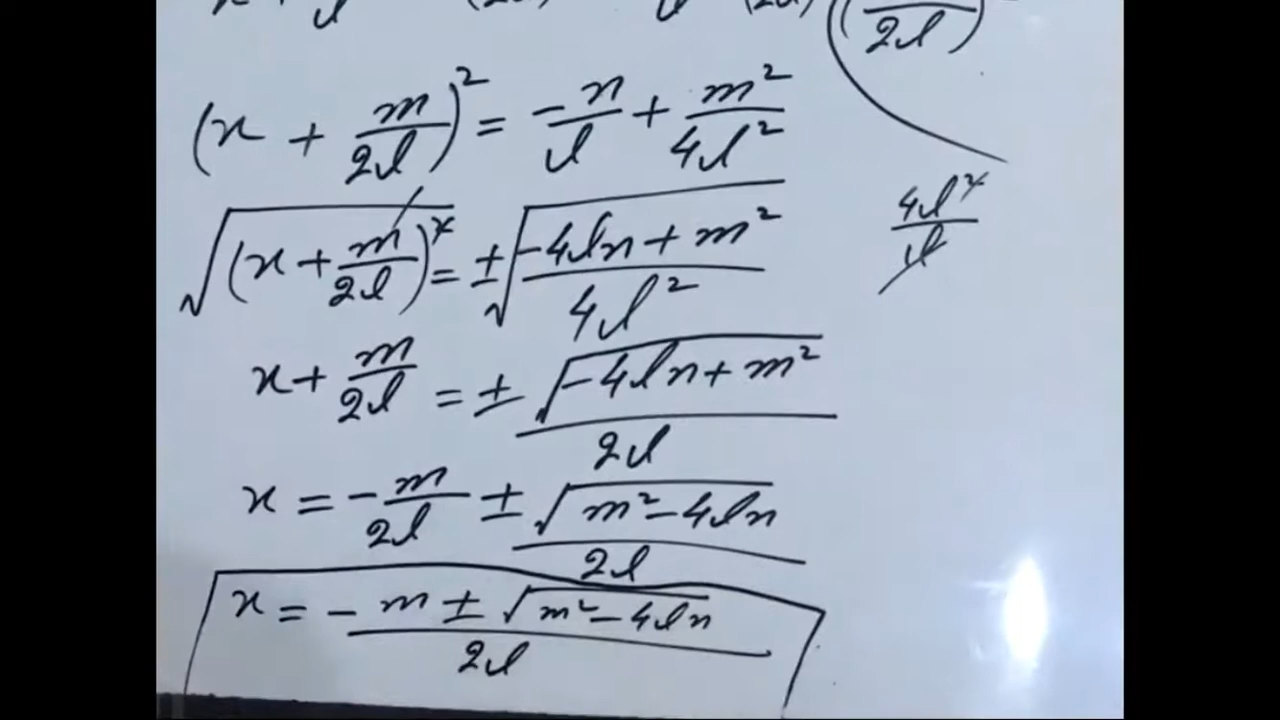 (x + m/2l)² = -n/l + m²/4l²
4l²/l
√(x + m/2l)² = ±√(-4ln + m²/4l²)
x + m/2l = ± √(-4ln + m²)/2l
x = - m/2l ± √(m² - 4ln)/2l
x = - m ± √(m² - 4ln)/2l